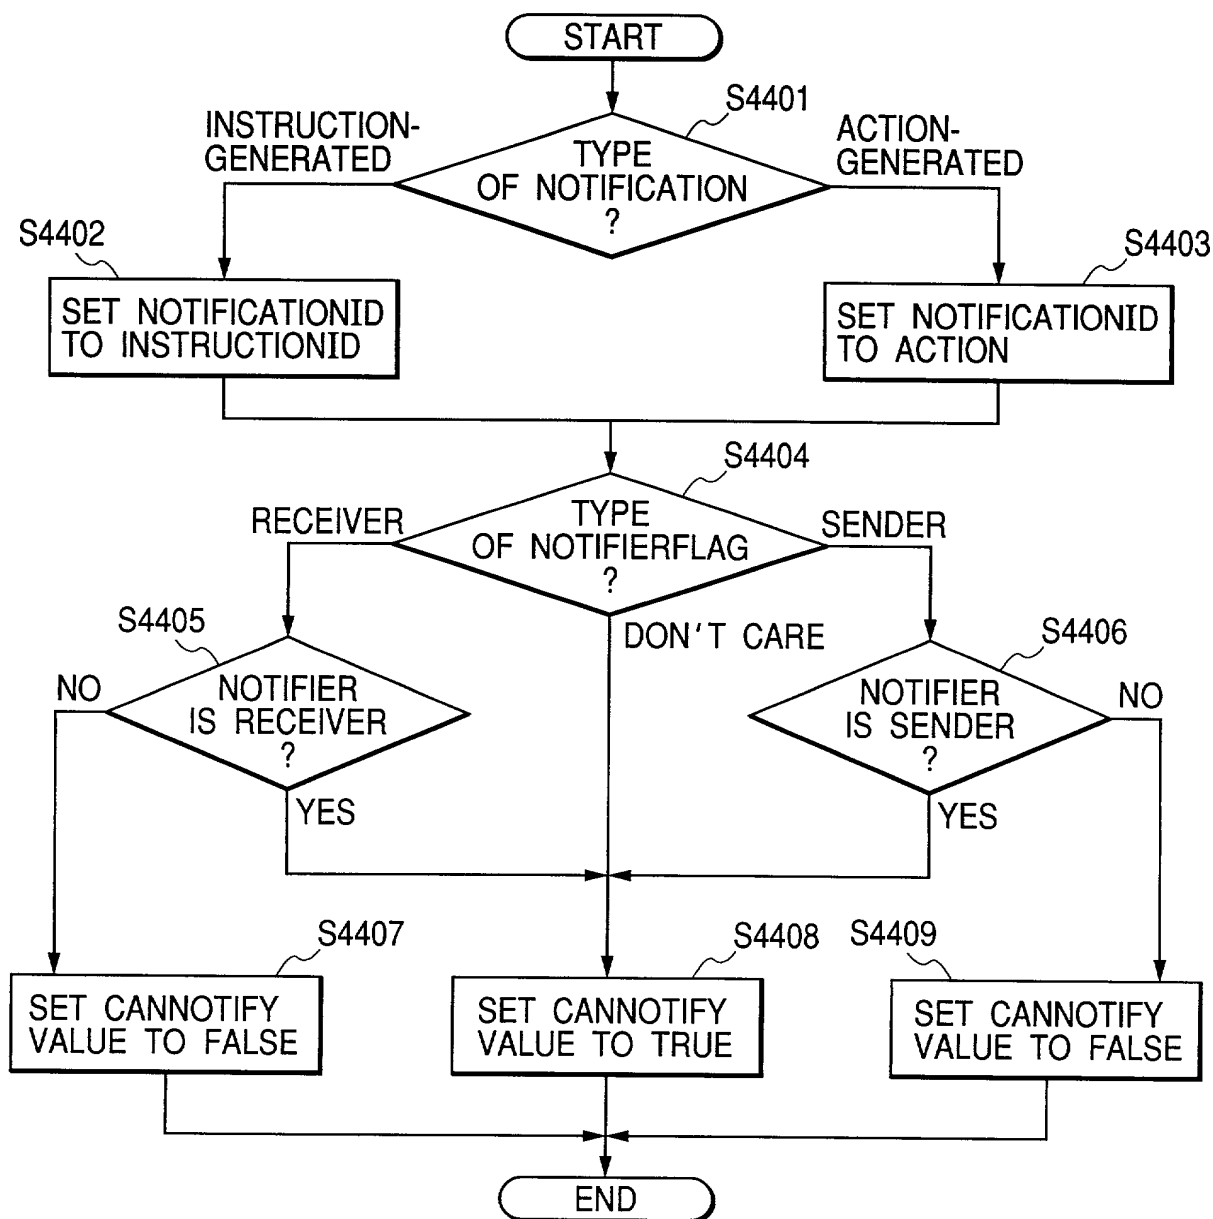 START
S4401
INSTRUCTION-
GENERATED
ACTION-
GENERATED
TYPE
OF NOTIFICATION
?
S4402
S4403
SET NOTIFICATIONID
TO INSTRUCTIONID
SET NOTIFICATIONID
TO ACTION
S4404
RECEIVER
SENDER
TYPE
OF NOTIFIERFLAG
?
DON'T CARE
S4405
S4406
NO
NOTIFIER
IS RECEIVER
?
YES
NOTIFIER
IS SENDER
?
NO
YES
S4407
S4408
S4409
SET CANNOTIFY
VALUE TO FALSE
SET CANNOTIFY
VALUE TO TRUE
SET CANNOTIFY
VALUE TO FALSE
END